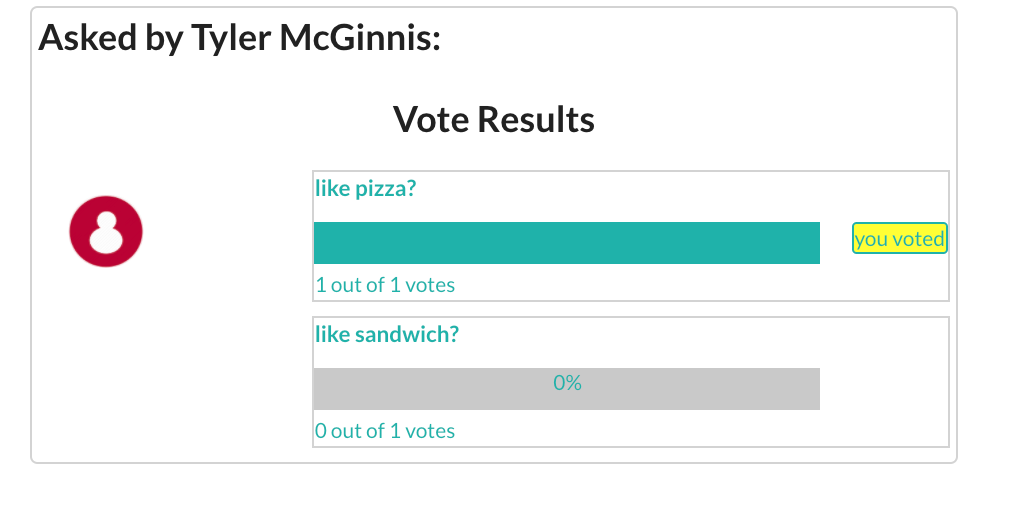 Asked by Tyler McGinnis:
Vote Results
like pizza?
you voted
1 out of 1 votes
like sandwich?
0%
0 out of 1 votes